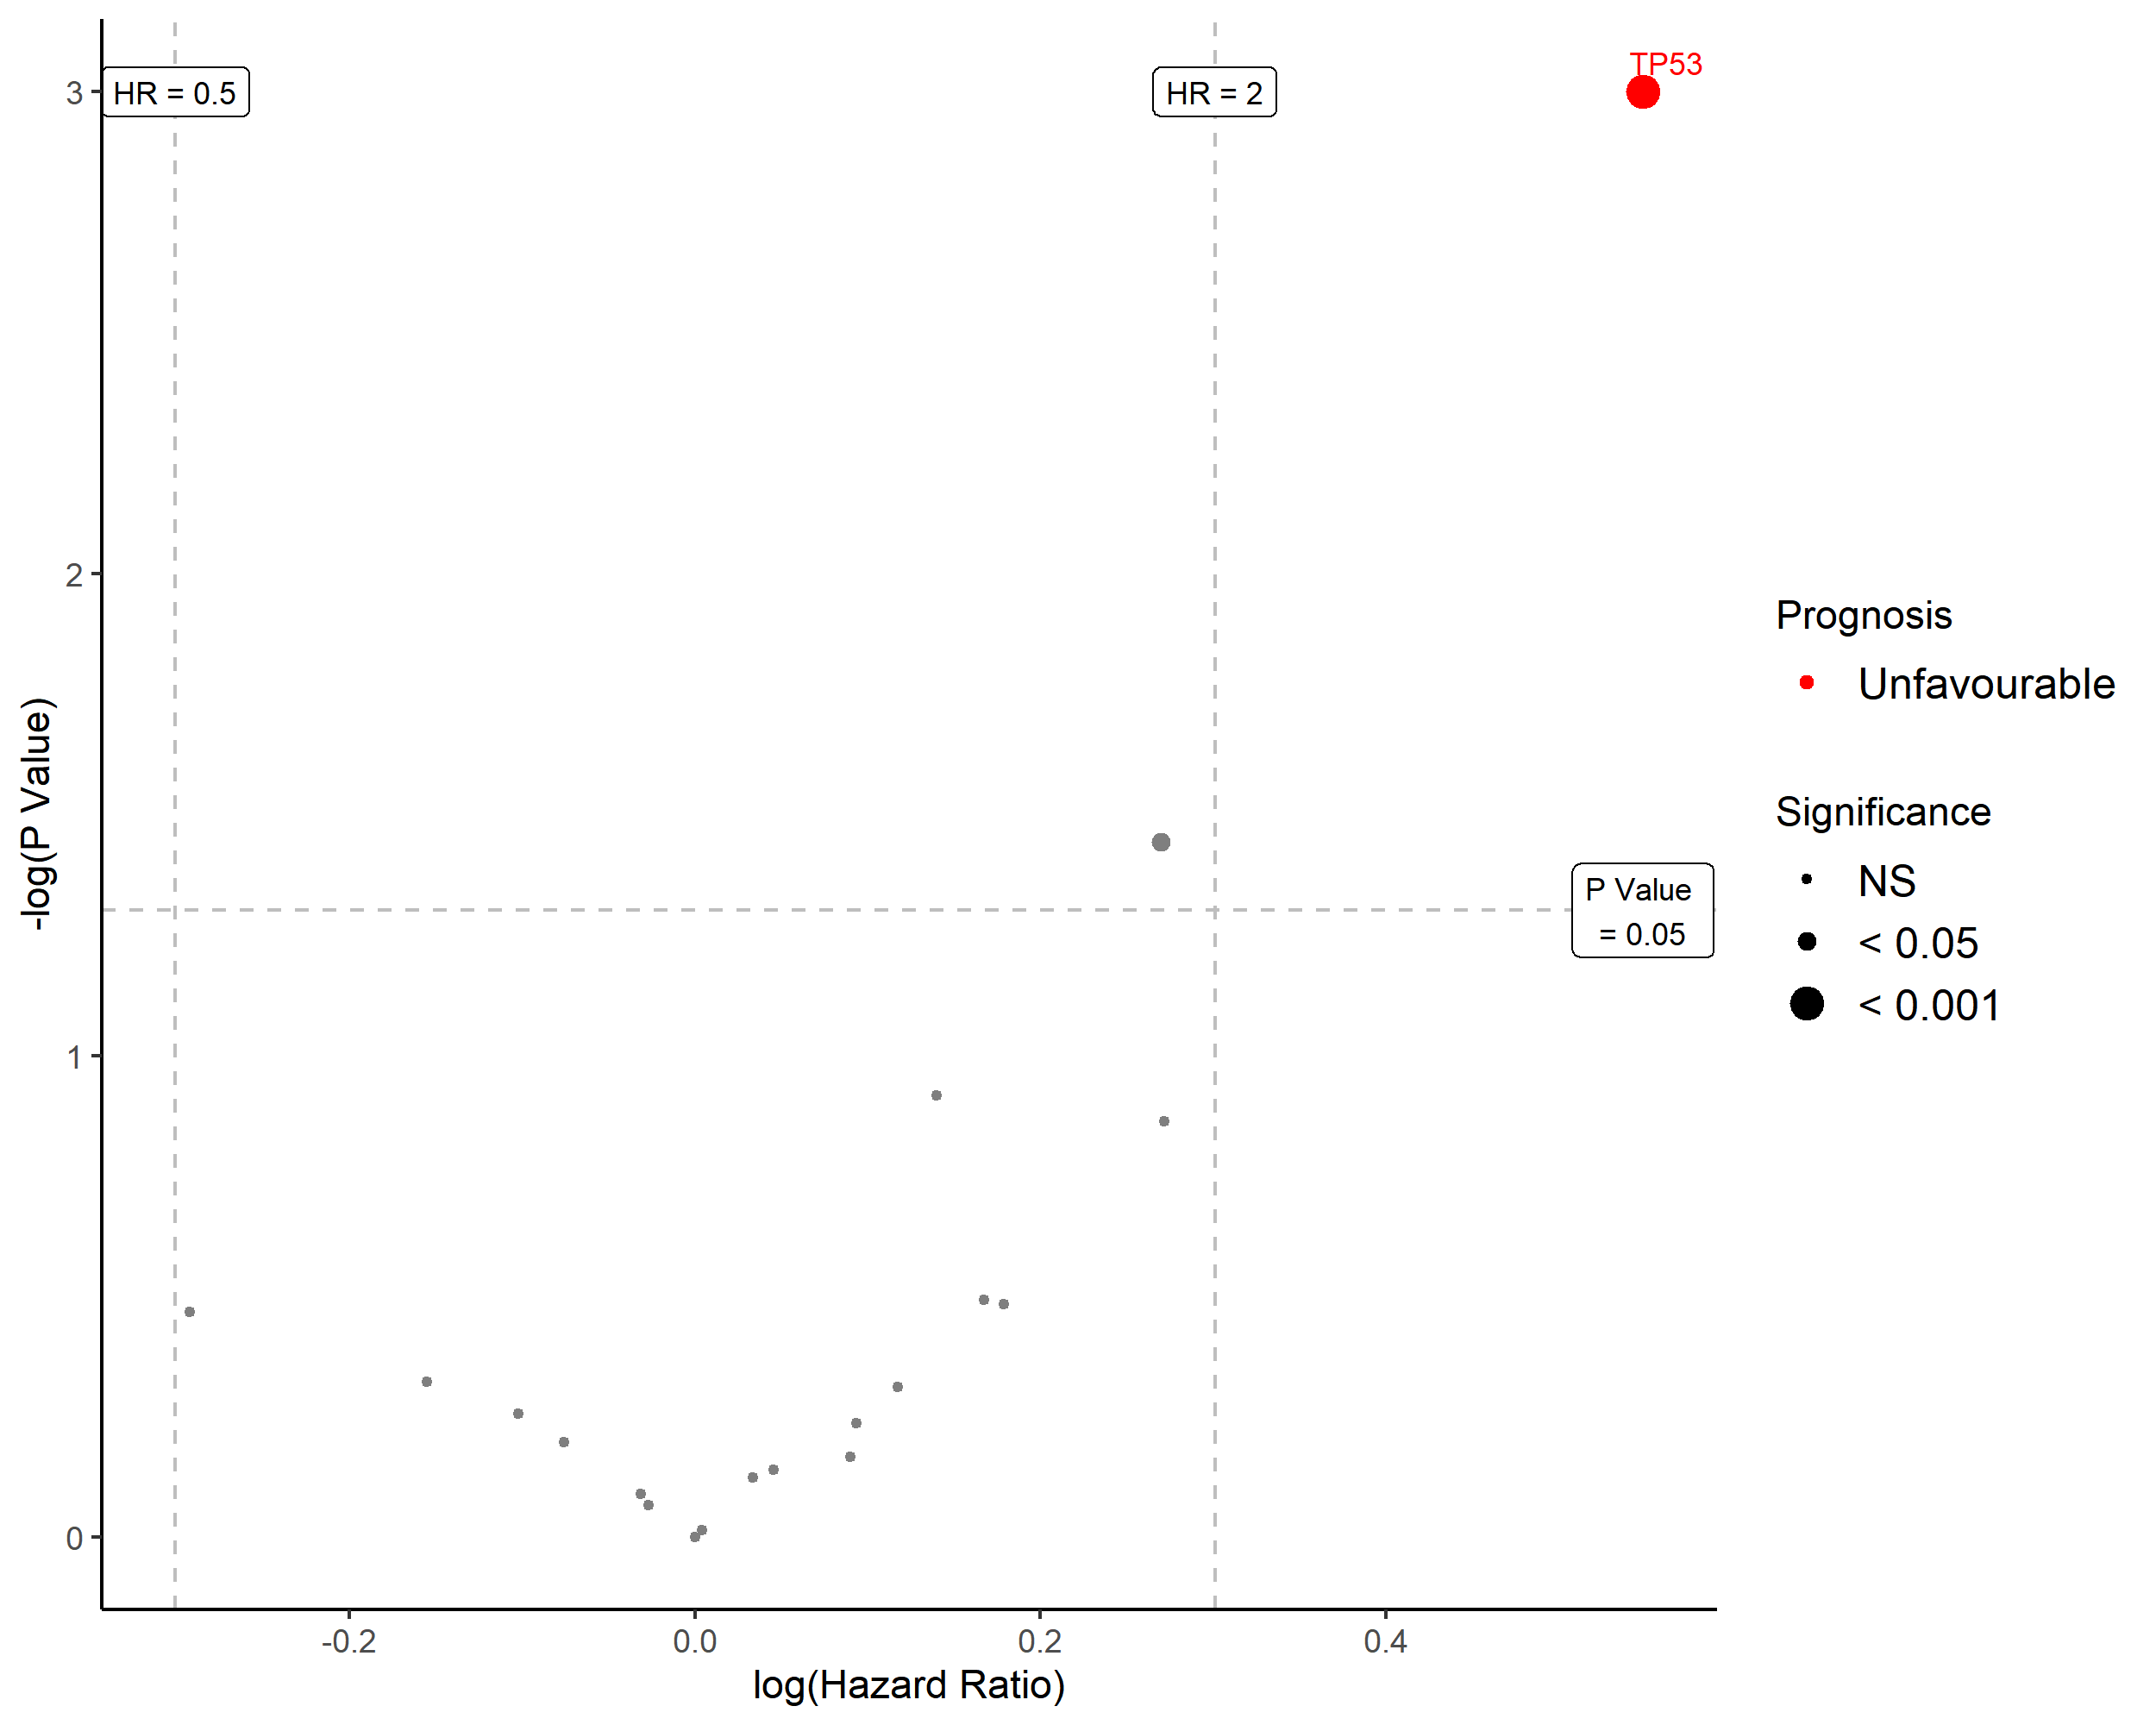 TP53
HR = 0.5
HR = 2
3
2
1
0
-log(P Value)
P Value
= 0.05
-0.2
0.0
0.2
0.4
log(Hazard Ratio)
Prognosis
Unfavourable
Significance
NS
< 0.05
< 0.001